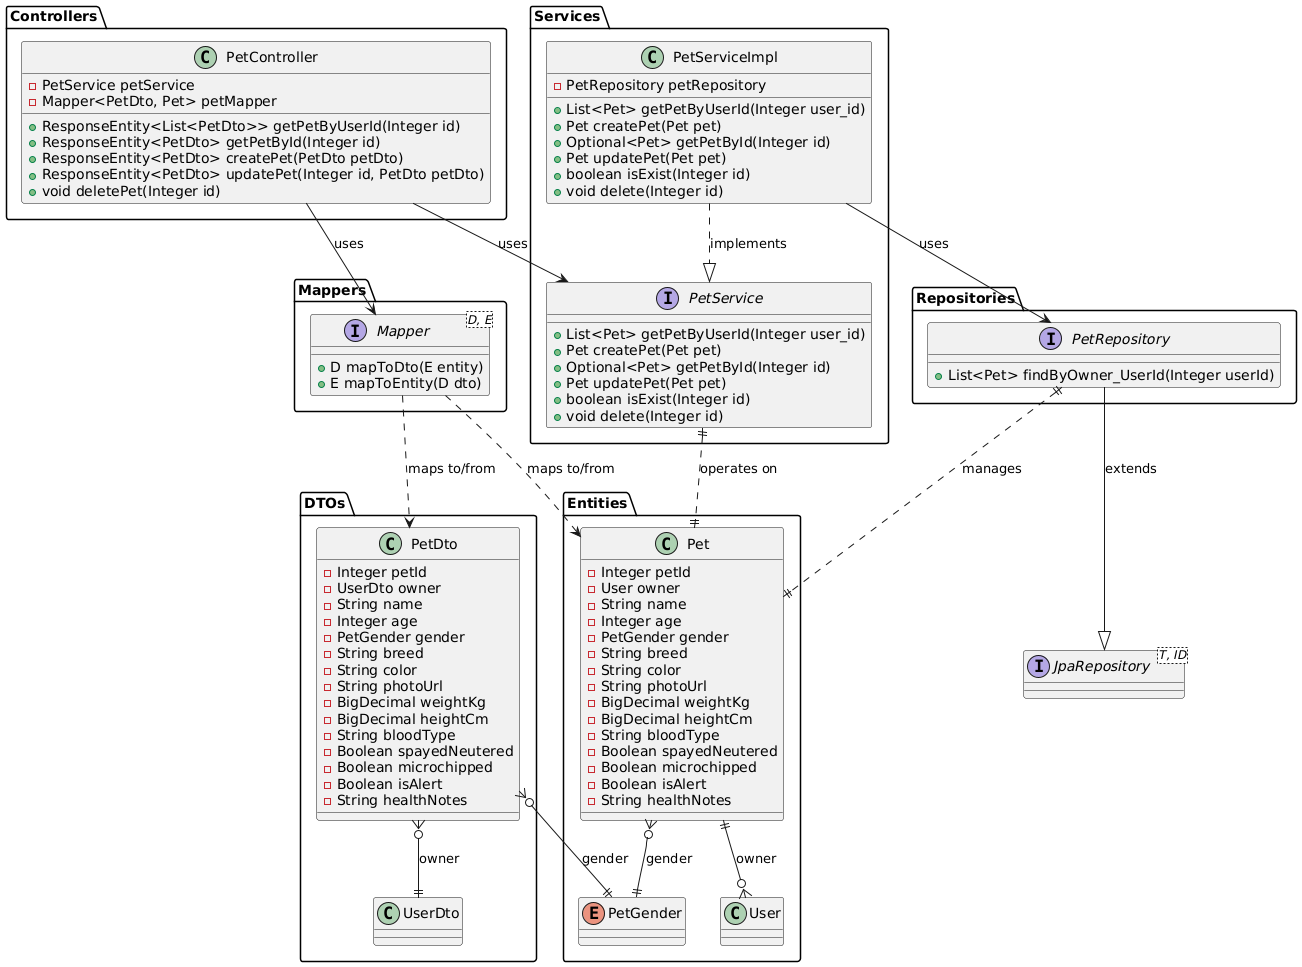 Controllers
C PetController
PetService petService
Mapper<PetDto, Pet> petMapper
ResponseEntity<List<PetDto>> getPetByUserId(Integer id)
ResponseEntity<PetDto> getPetById(Integer id)
ResponseEntity<PetDto> createPet(PetDto petDto)
ResponseEntity<PetDto> updatePet(Integer id, PetDto petDto)
void deletePet(Integer id)
Services
C PetServiceImpl
PetRepository petRepository
List<Pet> getPetByUserId(Integer user_id)
Pet createPet(Pet pet)
Optional<Pet> getPetById(Integer id)
Pet updatePet(Pet pet)
boolean isExist(Integer id)
void delete(Integer id)
uses
uses
implements
uses
Mappers
I Mapper
D, E
D mapToDto(E entity)
E mapToEntity(D dto)
I PetService
List<Pet> getPetByUserId(Integer user_id)
Pet createPet(Pet pet)
Optional<Pet> getPetById(Integer id)
Pet updatePet(Pet pet)
boolean isExist(Integer id)
void delete(Integer id)
Repositories
I PetRepository
List<Pet> findByOwner_UserId(Integer userId)
maps to/from
maps to/from
operates on
manages
extends
DTOs
C PetDto
Integer petId
UserDto owner
String name
Integer age
PetGender gender
String breed
String color
String photoUrl
BigDecimal weightKg
BigDecimal heightCm
String bloodType
Boolean spayedNeutered
Boolean microchipped
Boolean isAlert
String healthNotes
Entities
C Pet
Integer petId
User owner
String name
Integer age
PetGender gender
String breed
String color
String photoUrl
BigDecimal weightKg
BigDecimal heightCm
String bloodType
Boolean spayedNeutered
Boolean microchipped
Boolean isAlert
String healthNotes
I JpaRepository
T, ID
owner
gender
gender
owner
C UserDto
E PetGender
C User